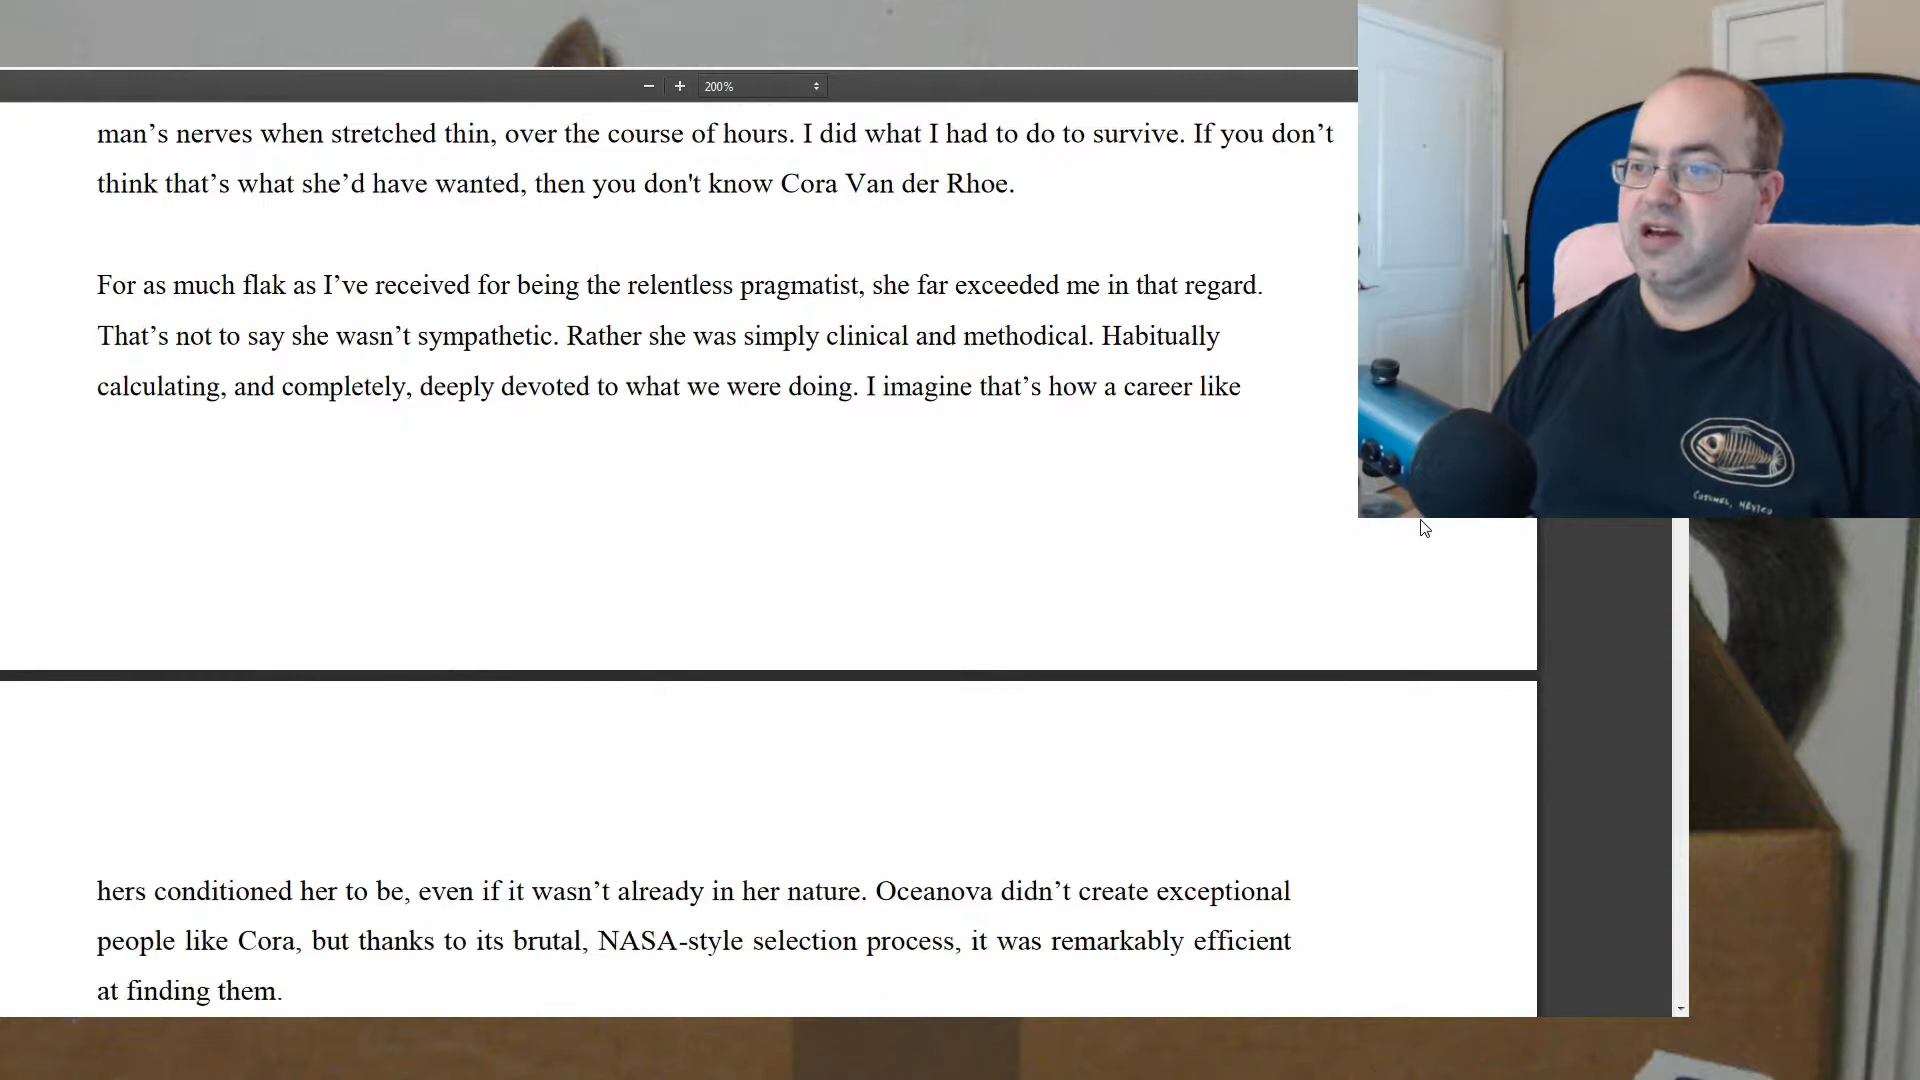 200%
man’s nerves when stretched thin, over the course of hours. I did what I had to do to survive. If you don’t
think that’s what she’d have wanted, then you don't know Cora Van der Rhoe.
For as much flak as I’ve received for being the relentless pragmatist, she far exceeded me in that regard.
That’s not to say she wasn’t sympathetic. Rather she was simply clinical and methodical. Habitually
calculating, and completely, deeply devoted to what we were doing. I imagine that’s how a career like
hers conditioned her to be, even if it wasn’t already in her nature. Oceanova didn’t create exceptional
people like Cora, but thanks to its brutal, NASA-style selection process, it was remarkably efficient
at finding them.
COZUMEL, MEXICO